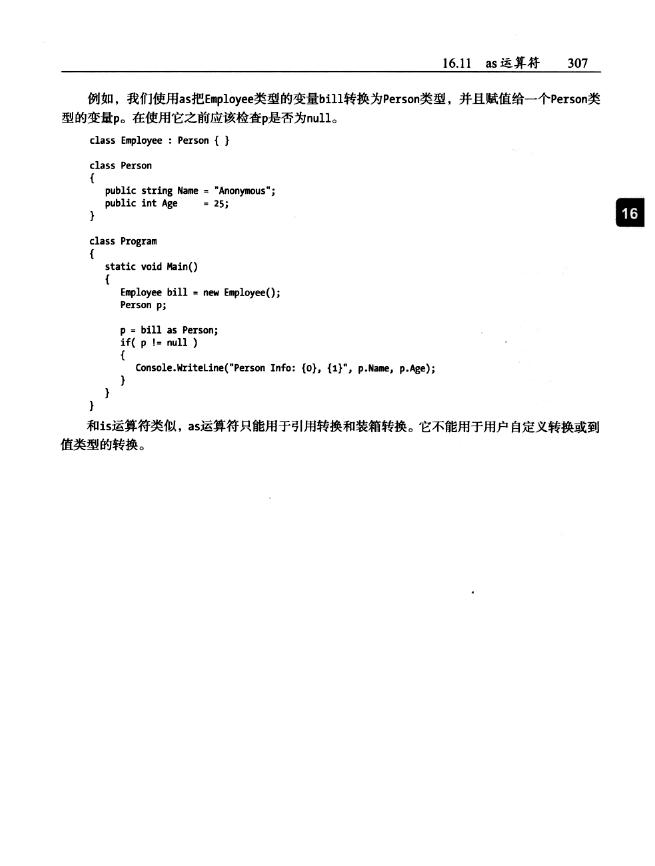 16.11 as运算符 307
例如，我们使用as把Employee类型的变量bill转换为Person类型，并且赋值给一个Person类
型的变量p。在使用它之前应该检查p是否为null。
class Employee : Person { }
class Person
{
public string Name = "Anonymous";
public int Age = 25;
}
16
class Program
{
static void Main()
{
Employee bill = new Employee();
Person p;
p = bill as Person;
if( p != null )
{
Console.WriteLine("Person Info: {0}, {1}", p.Name, p.Age);
}
}
}
和is运算符类似，as运算符只能用于引用转换和装箱转换。它不能用于用户自定义转换或到
值类型的转换。